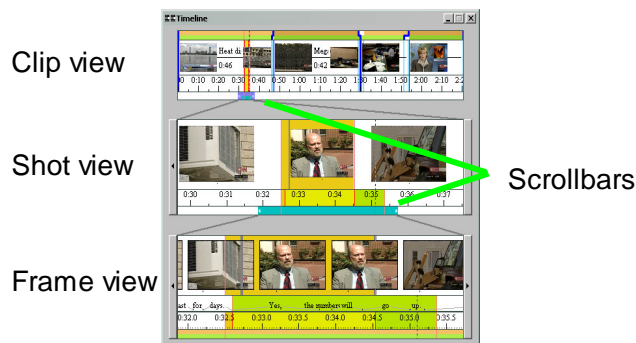 Timeline
Clip view
Heat di
0:46
Meg
0:42
0 0:10 0:20 0:30 0:40 0:50 1:00 1:10 1:20 1:30 1:40 1:50 2:00 2:10 2:2
Shot view
Scrollbars
0:30 0:31 0:32 0:33 0:34 0:35 0:36 0:37
Frame view
ast for days. Yes, the numbers will go up
0:32.0 0:32.5 0:33.0 0:33.5 0:34.0 0:34.5 0:35.0 0:35.5